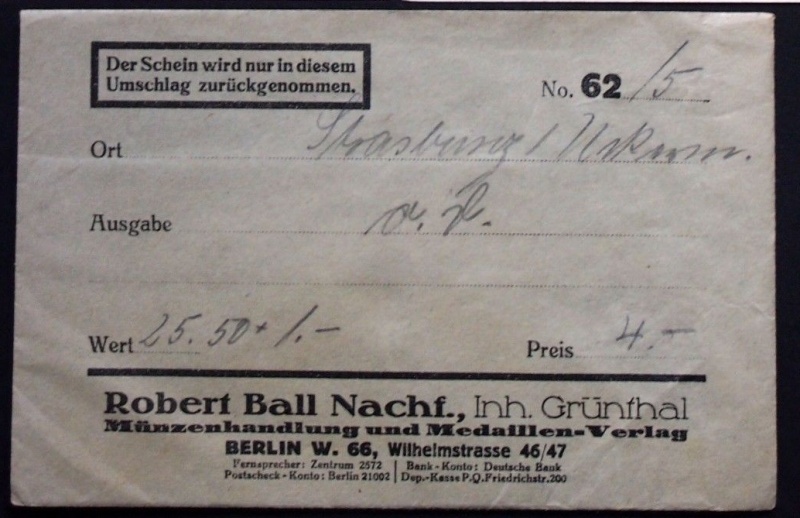 Der Schein wird nur in diesem
Umschlag zurückgenommen.
No. 62 /5
Ort Strasburg / Uckerm.
Ausgabe o. D.
Wert 25. 50 + 1.-
Preis 4.-
Robert Ball Nachf., Inh. Grünthal
Münzenhandlung und Medaillen-Verlag
BERLIN W. 66, Wilhelmstrasse 46/47
Fernsprecher: Zentrum 2572 | Bank-Konto: Deutsche Bank
Postscheck-Konto: Berlin 21002 | Dep.-Kasse P.Q. Friedrichstr. 200